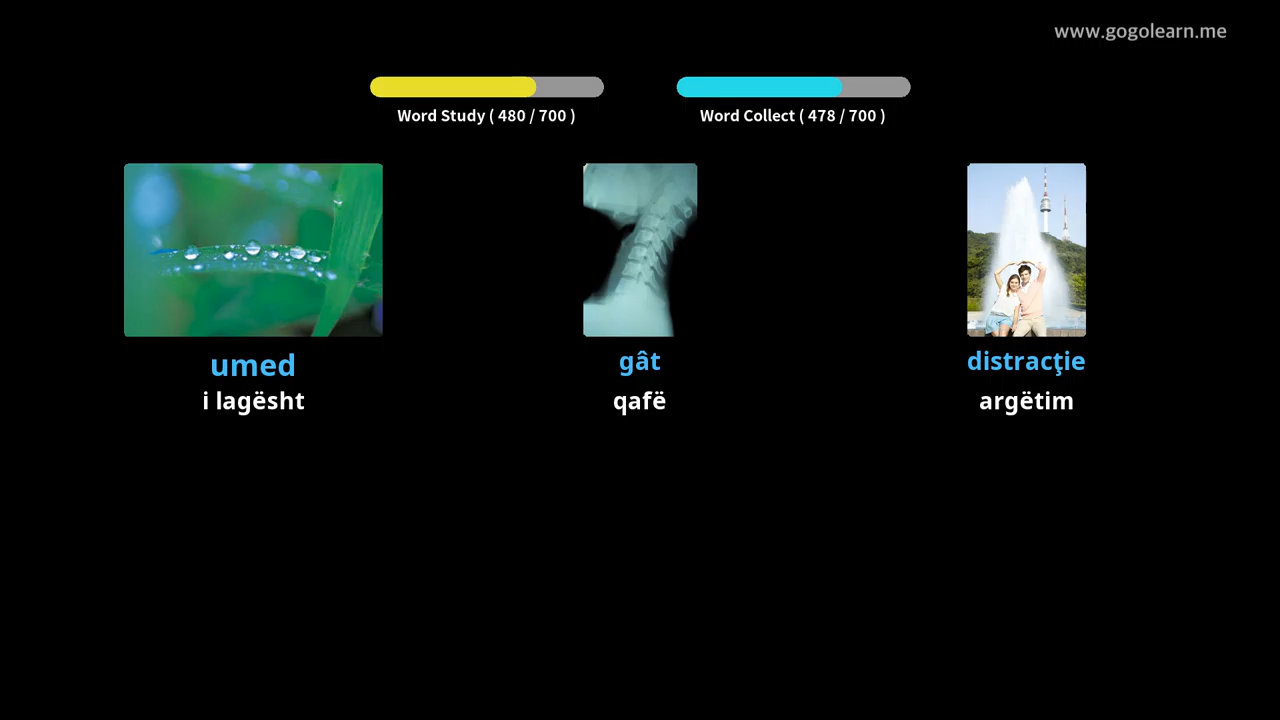 www.gogolearn.me
Word Study ( 480 / 700 )
Word Collect ( 478 / 700 )
umed
gât
distracţie
i lagësht
qafë
argëtim